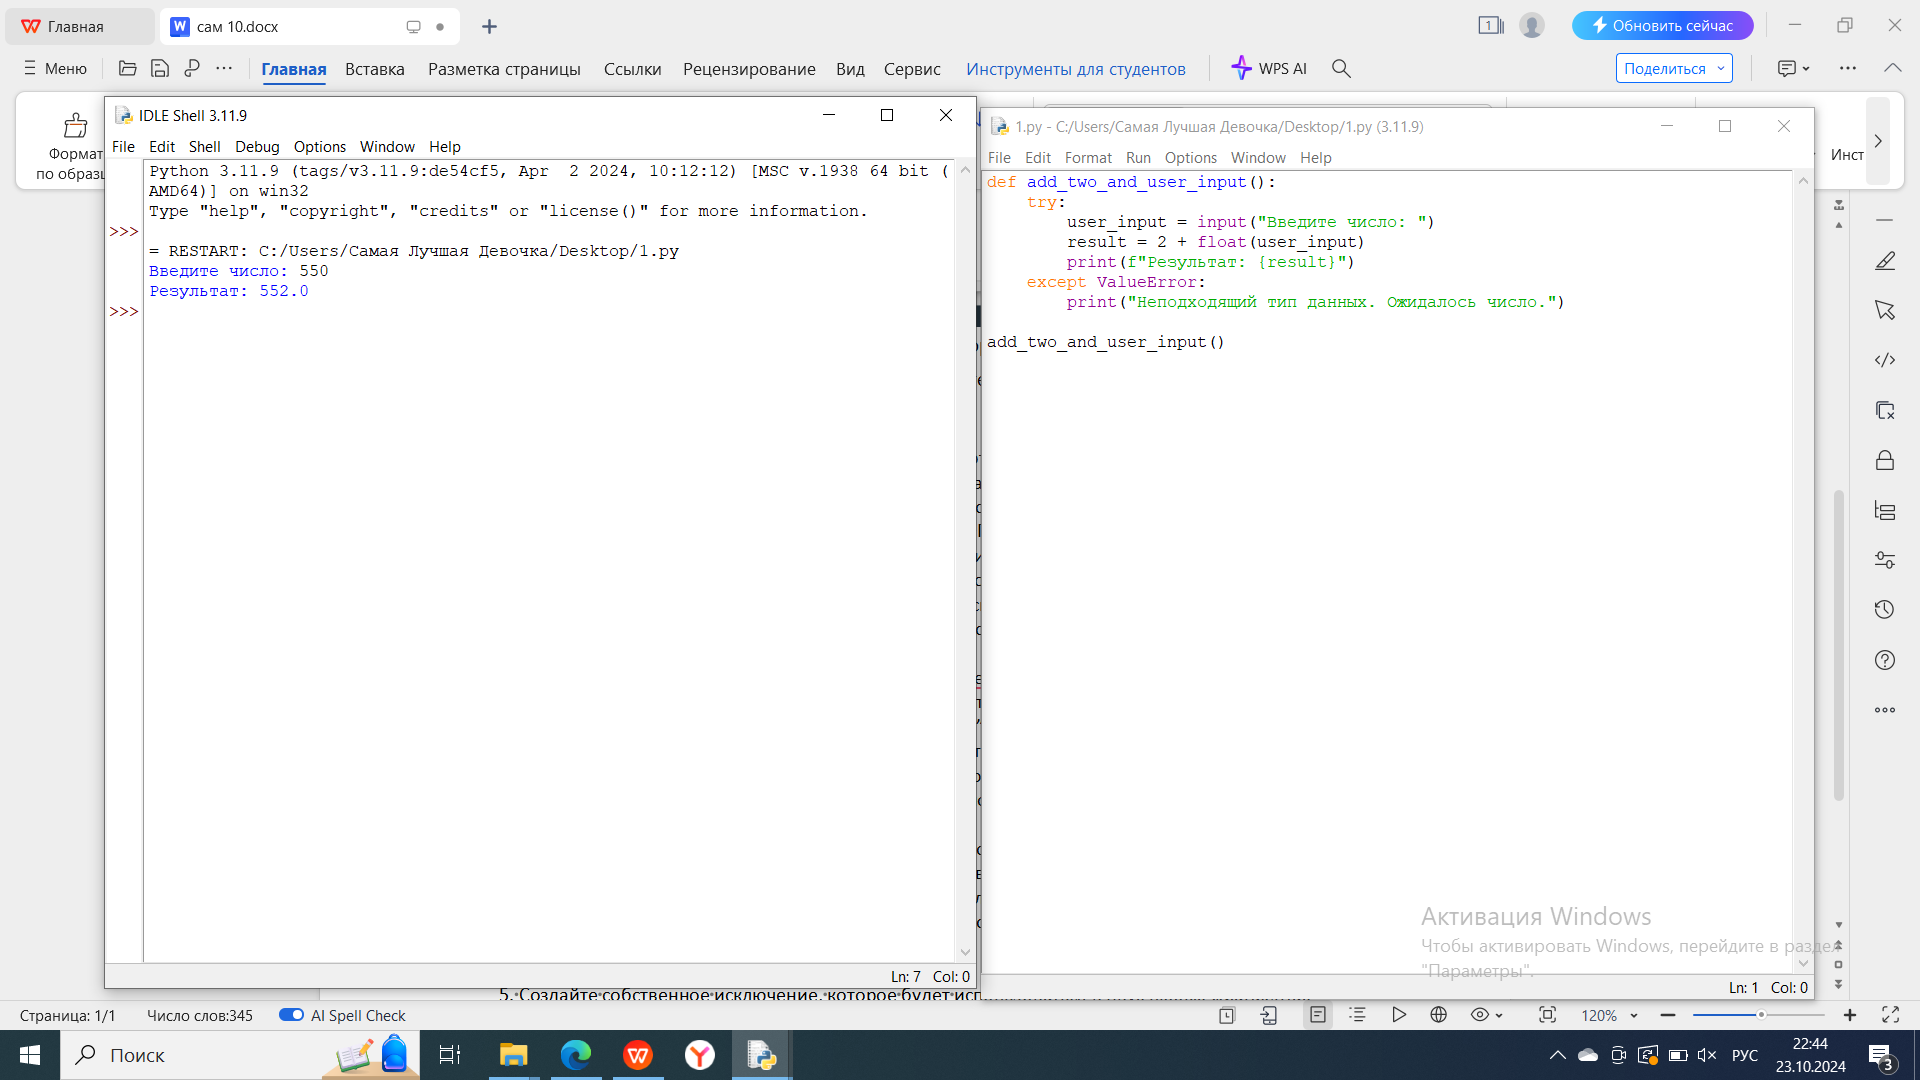 Главная
сам 10.docx
1
Обновить сейчас
Меню
Главная
Вставка
Разметка страницы
Ссылки
Рецензирование
Вид
Сервис
Инструменты для студентов
WPS AI
Поделиться
Формат
по образц
Инст
IDLE Shell 3.11.9
File Edit Shell Debug Options Window Help
Python 3.11.9 (tags/v3.11.9:de54cf5, Apr  2 2024, 10:12:12) [MSC v.1938 64 bit (
AMD64)] on win32
Type "help", "copyright", "credits" or "license()" for more information.
>>>
= RESTART: C:/Users/Самая Лучшая Девочка/Desktop/1.py
Введите число: 550
Результат: 552.0
>>>
Ln: 7 Col: 0
1.py - C:/Users/Самая Лучшая Девочка/Desktop/1.py (3.11.9)
File Edit Format Run Options Window Help
def add_two_and_user_input():
    try:
        user_input = input("Введите число: ")
        result = 2 + float(user_input)
        print(f"Результат: {result}")
    except ValueError:
        print("Неподходящий тип данных. Ожидалось число.")
add_two_and_user_input()
Активация Windows
Чтобы активировать Windows, перейдите в раздел
"Параметры".
Ln: 1 Col: 0
5. Создайте собственное исключение, которое будет
Страница: 1/1
Число слов:345
AI Spell Check
120%
Поиск
РУС
22:44
23.10.2024
3